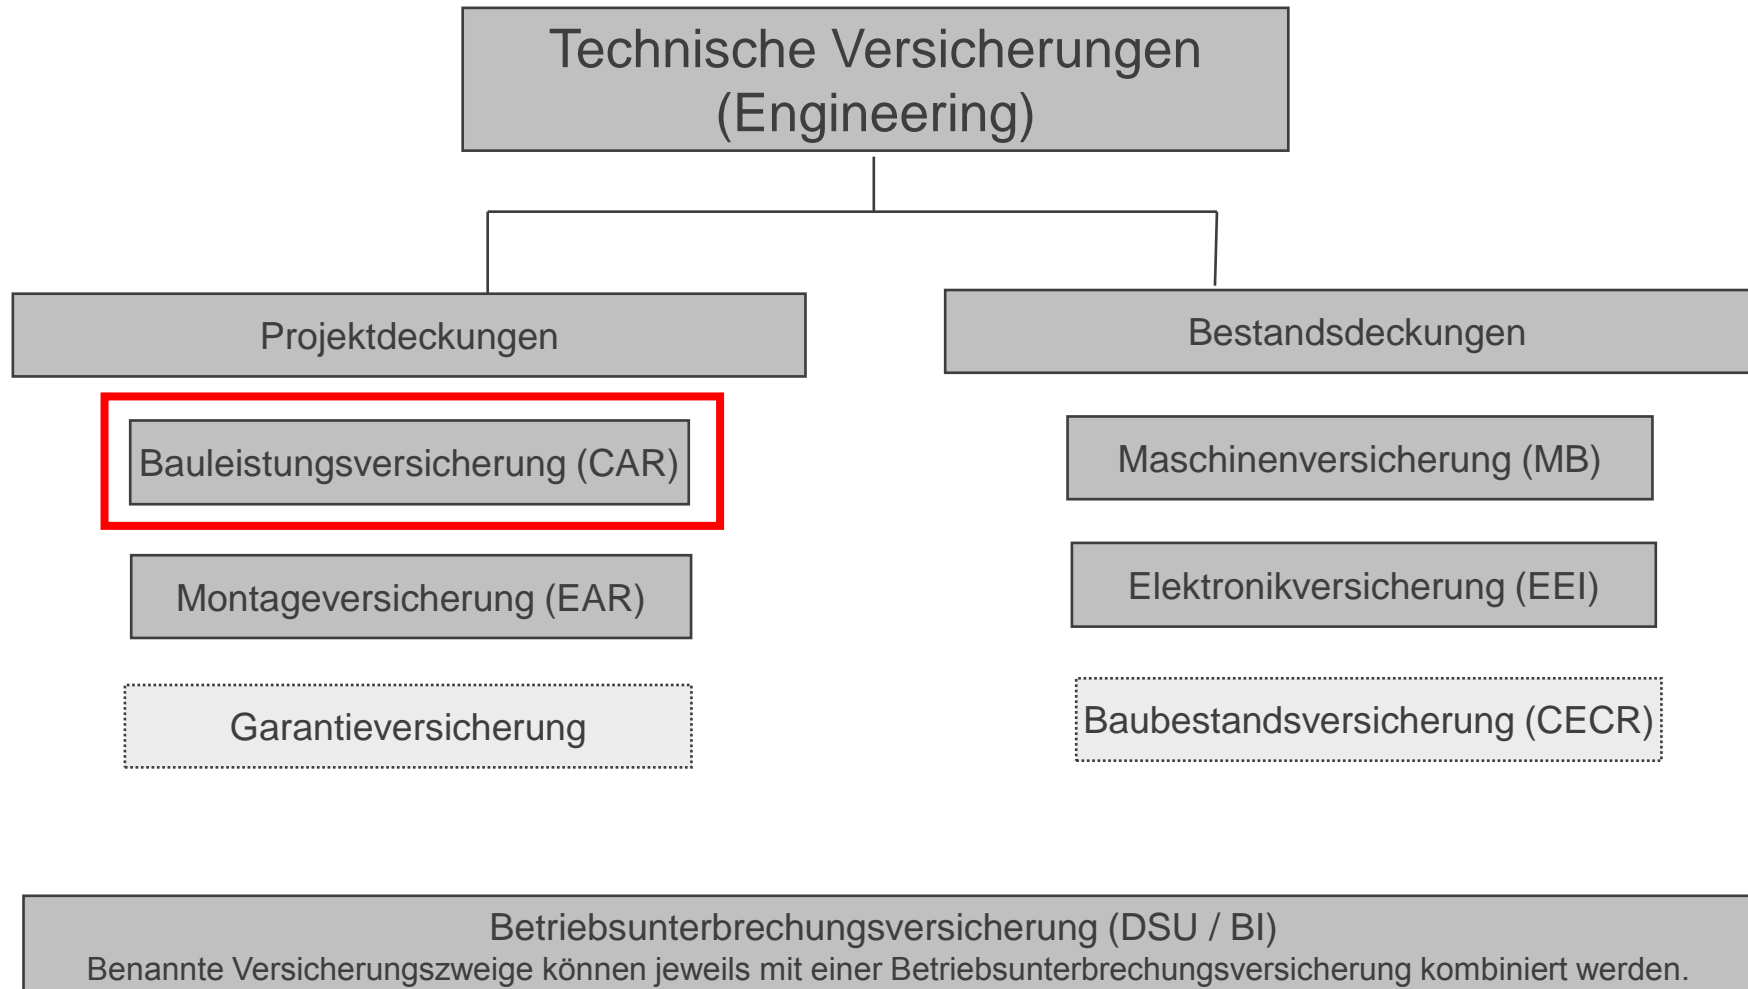 Technische Versicherungen
(Engineering)
Projektdeckungen
Bauleistungsversicherung (CAR)
Montageversicherung (EAR)
Garantieversicherung
Bestandsdeckungen
Maschinenversicherung (MB)
Elektronikversicherung (EEI)
Baubestandsversicherung (CECR)
Betriebsunterbrechungsversicherung (DSU / BI)
Benannte Versicherungszweige können jeweils mit einer Betriebsunterbrechungsversicherung kombiniert werden.